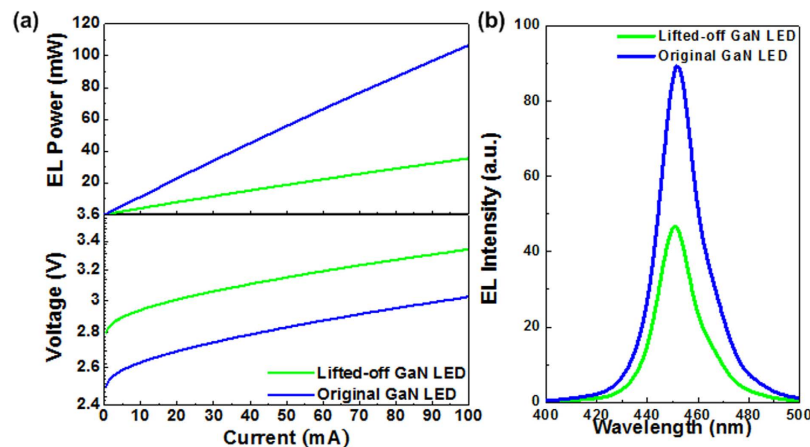 (a)
EL Power (mW)
120
100
80
60
40
20
3.6
Voltage (V)
3.4
3.2
3
2.8
2.6
2.4
Lifted-off GaN LED
Original GaN LED
0 10 20 30 40 50 60 70 80 90 100
Current (mA)
(b)
EL Intensity (a.u.)
100
80
60
40
20
0
Lifted-off GaN LED
Original GaN LED
400 420 440 460 480 500
Wavelength (nm)